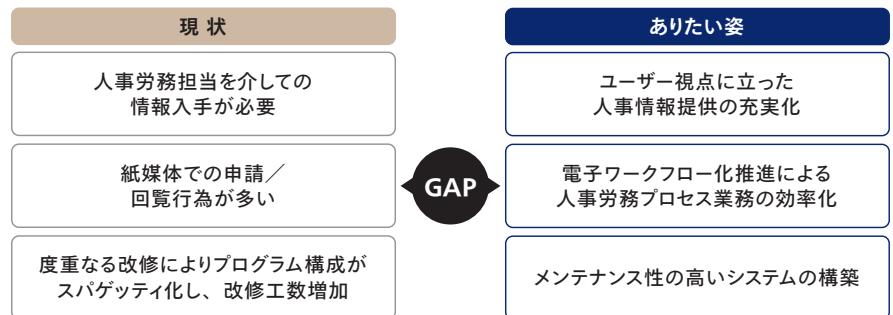 現状
人事労務担当を介しての
情報入手が必要
紙媒体での申請／
回覧行為が多い
度重なる改修によりプログラム構成が
スパゲッティ化し、改修工数増加
GAP
ありたい姿
ユーザー視点に立った
人事情報提供の充実化
電子ワークフロー化推進による
人事労務プロセス業務の効率化
メンテナンス性の高いシステムの構築